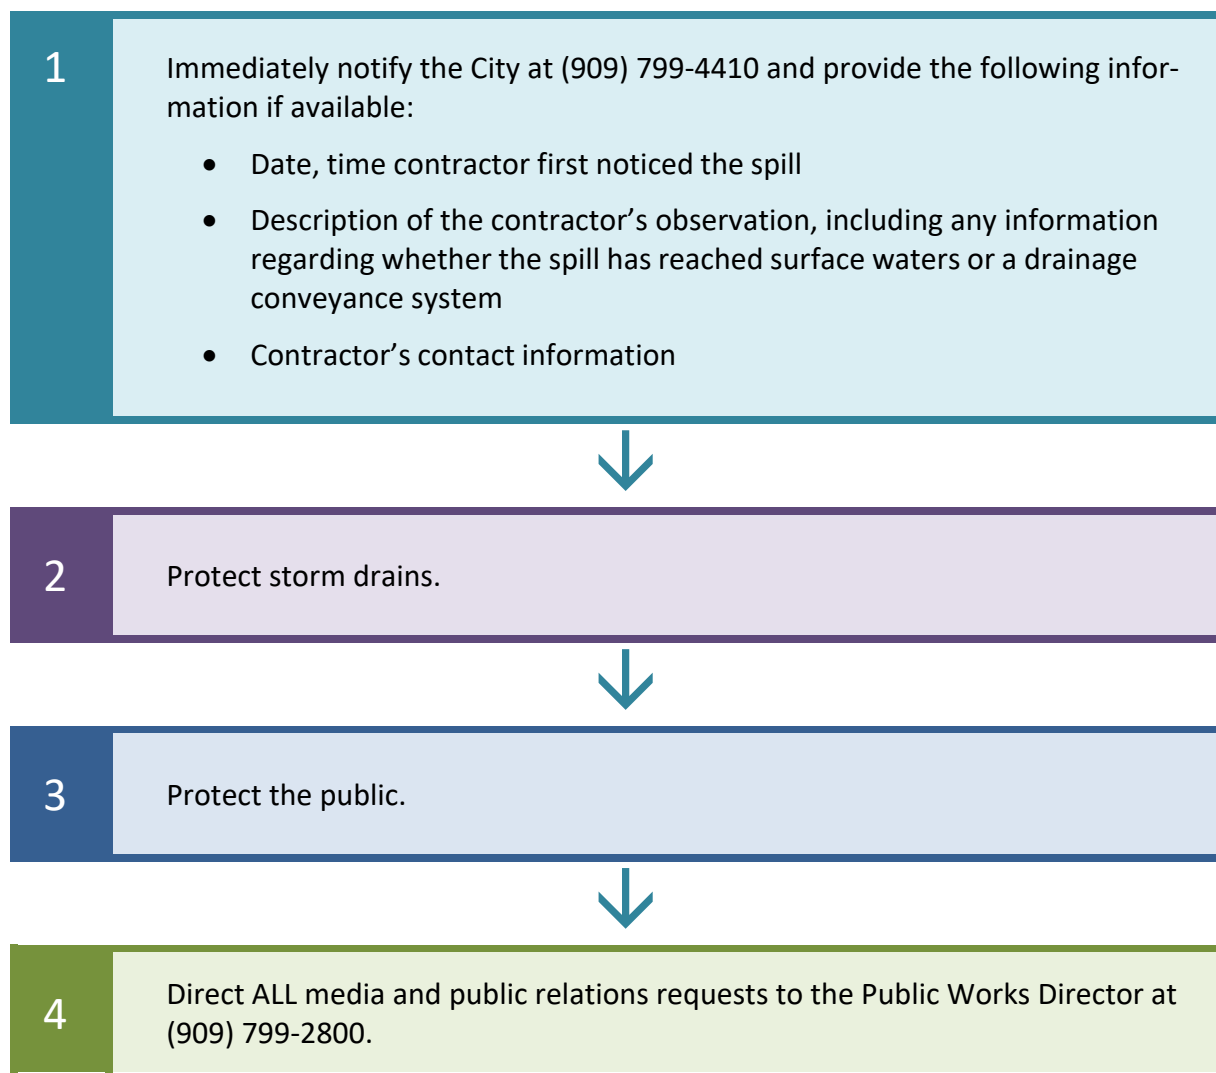 1
Immediately notify the City at (909) 799-4410 and provide the following infor-
mation if available:
• Date, time contractor first noticed the spill
• Description of the contractor’s observation, including any information
regarding whether the spill has reached surface waters or a drainage
conveyance system
• Contractor’s contact information
2
Protect storm drains.
3
Protect the public.
4
Direct ALL media and public relations requests to the Public Works Director at
(909) 799-2800.